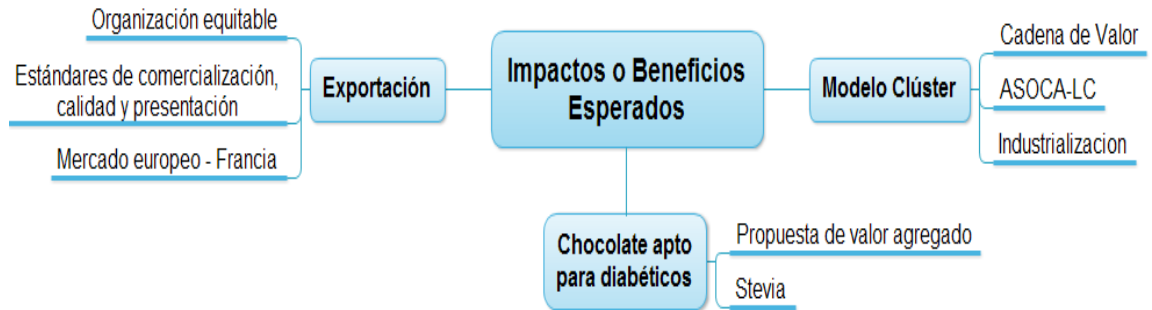 Organización equitable
Estándares de comercialización,
calidad y presentación
Mercado europeo - Francia
Exportación
Impactos o Beneficios
Esperados
Modelo Clúster
Cadena de Valor
ASOCA-LC
Industrializacion
Chocolate apto
para diabéticos
Propuesta de valor agregado
Stevia